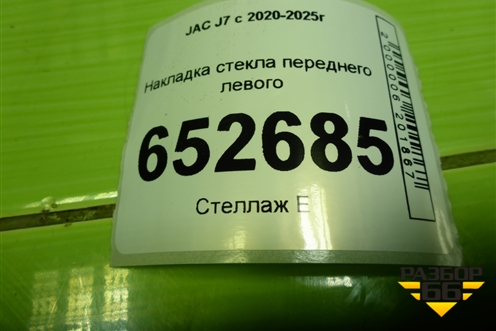 JAC J7 с 2020-2025г
Накладка стекла переднего
левого
652685
Стеллаж Е
2000006201867
РАЗБОР
66